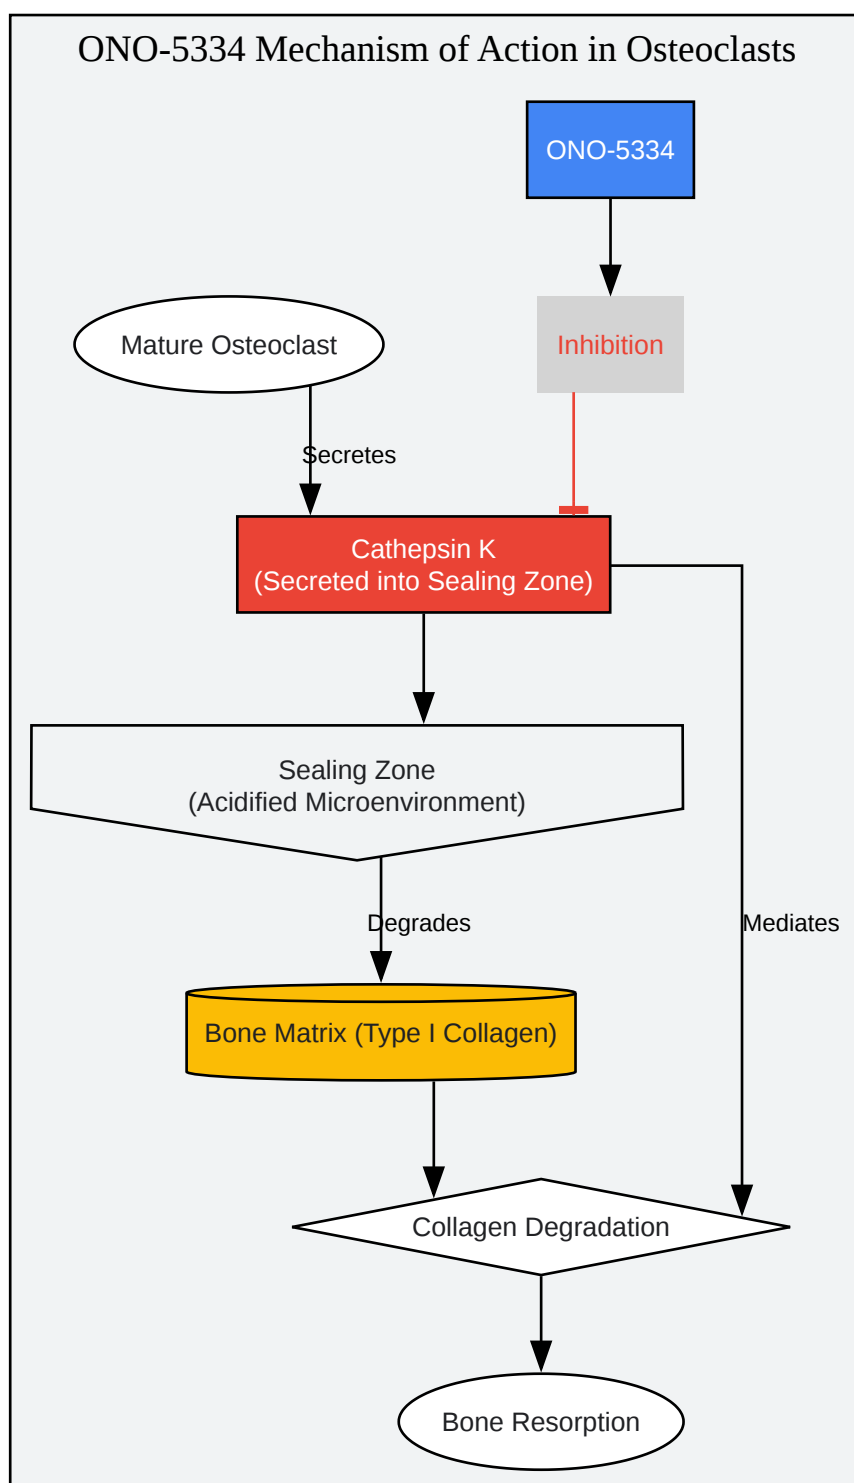 ONO-5334 Mechanism of Action in Osteoclasts
ONO-5334
Mature Osteoclast
Inhibition
Secretes
Cathepsin K
(Secreted into Sealing Zone)
Sealing Zone
(Acidified Microenvironment)
Degrades
Mediates
Bone Matrix (Type I Collagen)
Collagen Degradation
Bone Resorption